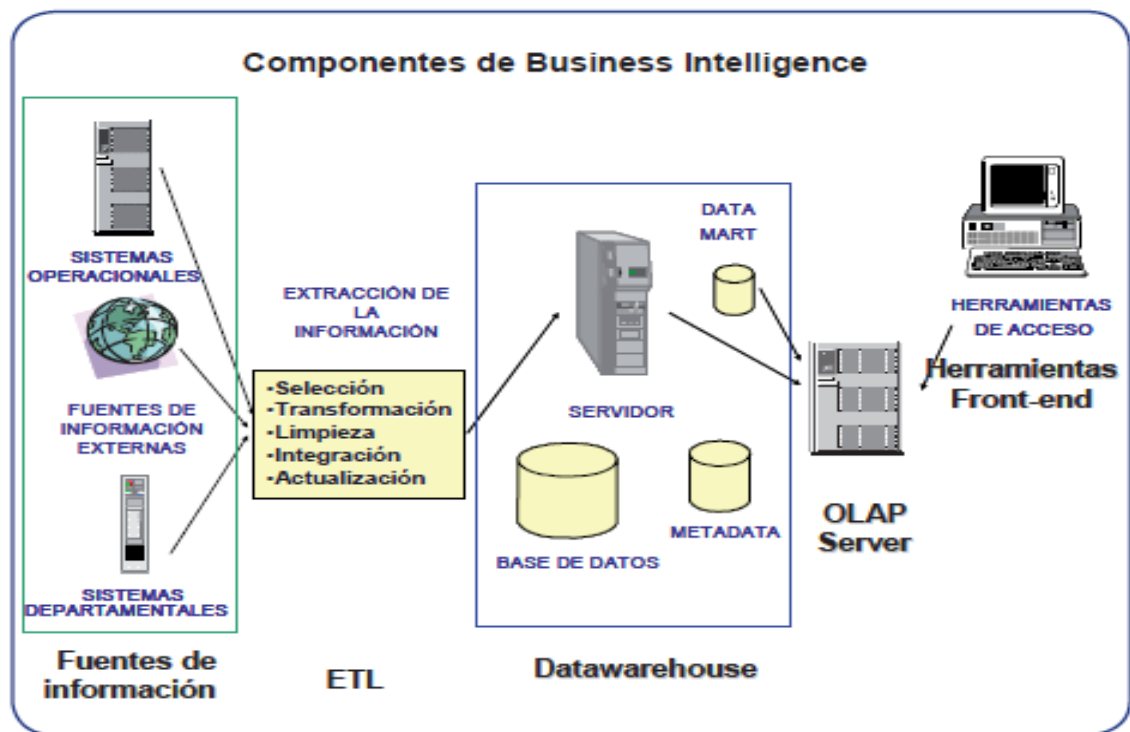 Componentes de Business Intelligence
SISTEMAS
OPERACIONALES
FUENTES DE
INFORMACIÓN
EXTERNAS
SISTEMAS
DEPARTAMENTALES
Fuentes de
información
EXTRACCIÓN DE
LA
INFORMACIÓN
•Selección
•Transformación
•Limpieza
•Integración
•Actualización
ETL
DATA
MART
SERVIDOR
BASE DE DATOS
METADATA
Datawarehouse
OLAP
Server
HERRAMIENTAS
DE ACCESO
Herramientas
Front-end